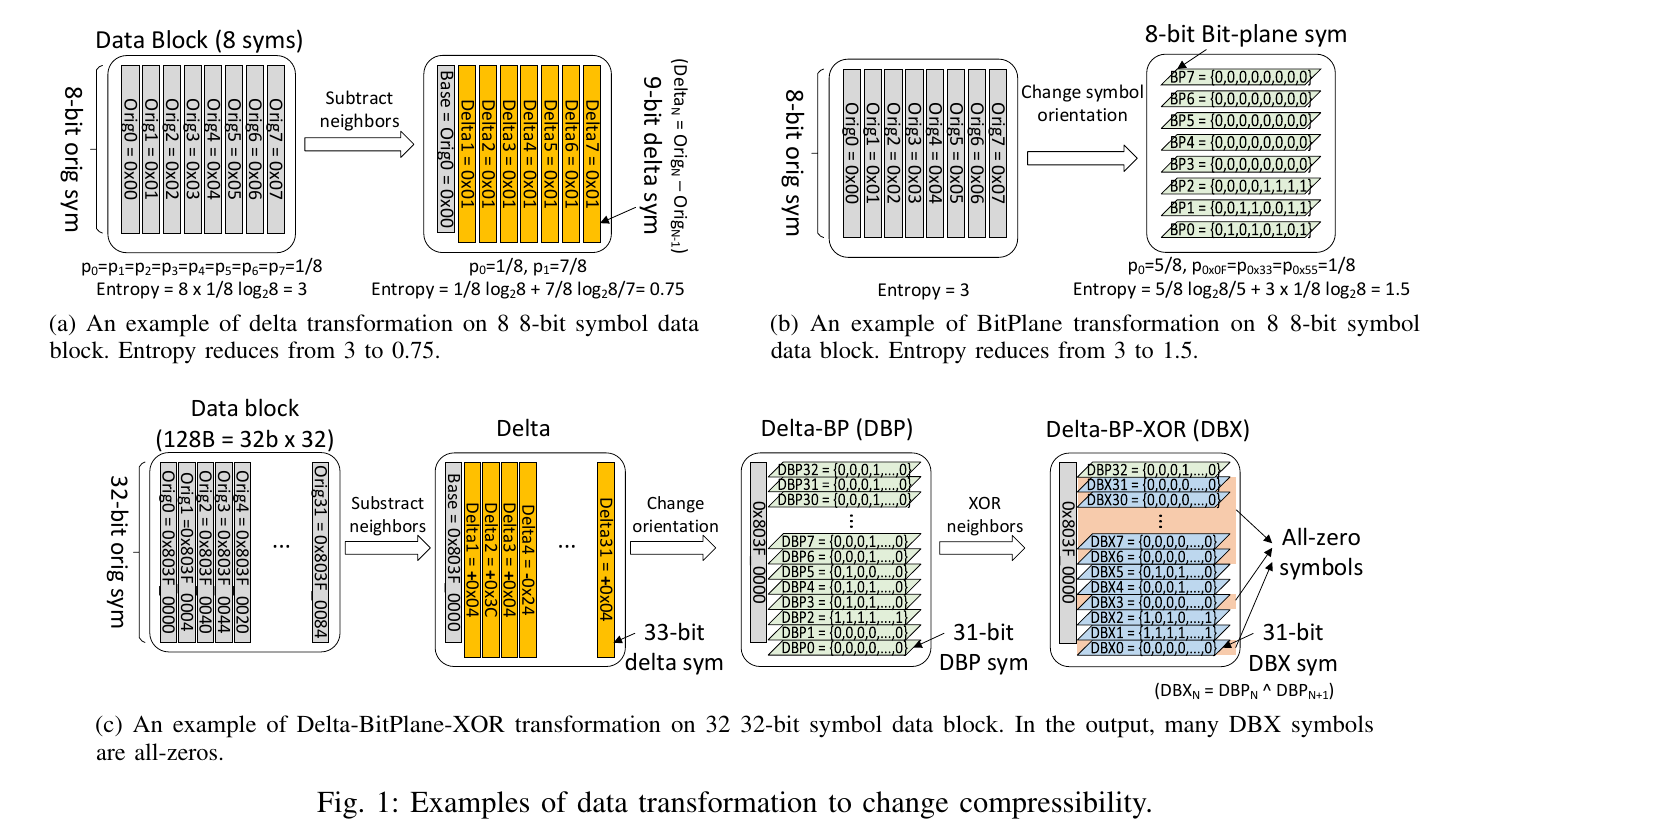 Data Block (8 syms)
8-bit orig sym
Orig0 = 0x00
Orig1 = 0x01
Orig2 = 0x02
Orig3 = 0x03
Orig4 = 0x04
Orig5 = 0x05
Orig6 = 0x06
Orig7 = 0x07
Subtract
neighbors
Base = Orig0 = 0x00
Delta1 = 0x01
Delta2 = 0x01
Delta3 = 0x01
Delta4 = 0x01
Delta5 = 0x01
Delta6 = 0x01
Delta7 = 0x01
9-bit delta sym
(Delta_N = Orig_N – Orig_N-1)
p₀=p₁=p₂=p₃=p₄=p₅=p₆=p₇=1/8
Entropy = 8 x 1/8 log₂8 = 3
p₀=1/8, p₁=7/8
Entropy = 1/8 log₂8 + 7/8 log₂8/7= 0.75
(a) An example of delta transformation on 8 8-bit symbol data
block. Entropy reduces from 3 to 0.75.
8-bit orig sym
Orig0 = 0x00
Orig1 = 0x01
Orig2 = 0x02
Orig3 = 0x03
Orig4 = 0x04
Orig5 = 0x05
Orig6 = 0x06
Orig7 = 0x07
Change symbol
orientation
8-bit Bit-plane sym
BP7 = {0,0,0,0,0,0,0,0}
BP6 = {0,0,0,0,0,0,0,0}
BP5 = {0,0,0,0,0,0,0,0}
BP4 = {0,0,0,0,0,0,0,0}
BP3 = {0,0,0,0,0,0,0,0}
BP2 = {0,0,0,0,1,1,1,1}
BP1 = {0,0,1,1,0,0,1,1}
BP0 = {0,1,0,1,0,1,0,1}
Entropy = 3
p₀=5/8, p_0x0F=p_0x33=p_0x55=1/8
Entropy = 5/8 log₂8/5 + 3 x 1/8 log₂8 = 1.5
(b) An example of BitPlane transformation on 8 8-bit symbol
data block. Entropy reduces from 3 to 1.5.
Data block
(128B = 32b x 32)
32-bit orig sym
Orig0 = 0x803F_0000
Orig1 =0x803F_0004
Orig2 = 0x803F_0040
Orig3 = 0x803F_0044
Orig4 = 0x803F_0020
...
Orig31 = 0x803F_0084
Substract
neighbors
Delta
Base = 0x803F_0000
Delta1 = +0x04
Delta2 = +0x3C
Delta3 = +0x04
Delta4 = -0x24
...
Delta31 = +0x04
33-bit
delta sym
Change
orientation
Delta-BP (DBP)
0x803F_0000
DBP32 = {0,0,0,1,...,0}
DBP31 = {0,0,0,1,...,0}
DBP30 = {0,0,0,1,...,0}
...
DBP7 = {0,0,0,1,...,0}
DBP6 = {0,0,0,1,...,0}
DBP5 = {0,1,0,0,...,0}
DBP4 = {0,1,0,1,...,0}
DBP3 = {0,1,0,1,...,0}
DBP2 = {1,1,1,1,...,1}
DBP1 = {0,0,0,0,...,0}
DBP0 = {0,0,0,0,...,0}
31-bit
DBP sym
XOR
neighbors
Delta-BP-XOR (DBX)
0x803F_0000
DBP32 = {0,0,0,1,...,0}
DBX31 = {0,0,0,0,...,0}
DBX30 = {0,0,0,0,...,0}
...
DBX7 = {0,0,0,0,...,0}
DBX6 = {0,0,0,0,...,0}
DBX5 = {0,1,0,1,...,0}
DBX4 = {0,0,0,1,...,0}
DBX3 = {0,0,0,0,...,0}
DBX2 = {1,0,1,0,...,1}
DBX1 = {1,1,1,1,...,1}
DBX0 = {0,0,0,0,...,0}
All-zero
symbols
31-bit
DBX sym
(DBX_N = DBP_N ^ DBP_N+1)
(c) An example of Delta-BitPlane-XOR transformation on 32 32-bit symbol data block. In the output, many DBX symbols
are all-zeros.
Fig. 1: Examples of data transformation to change compressibility.